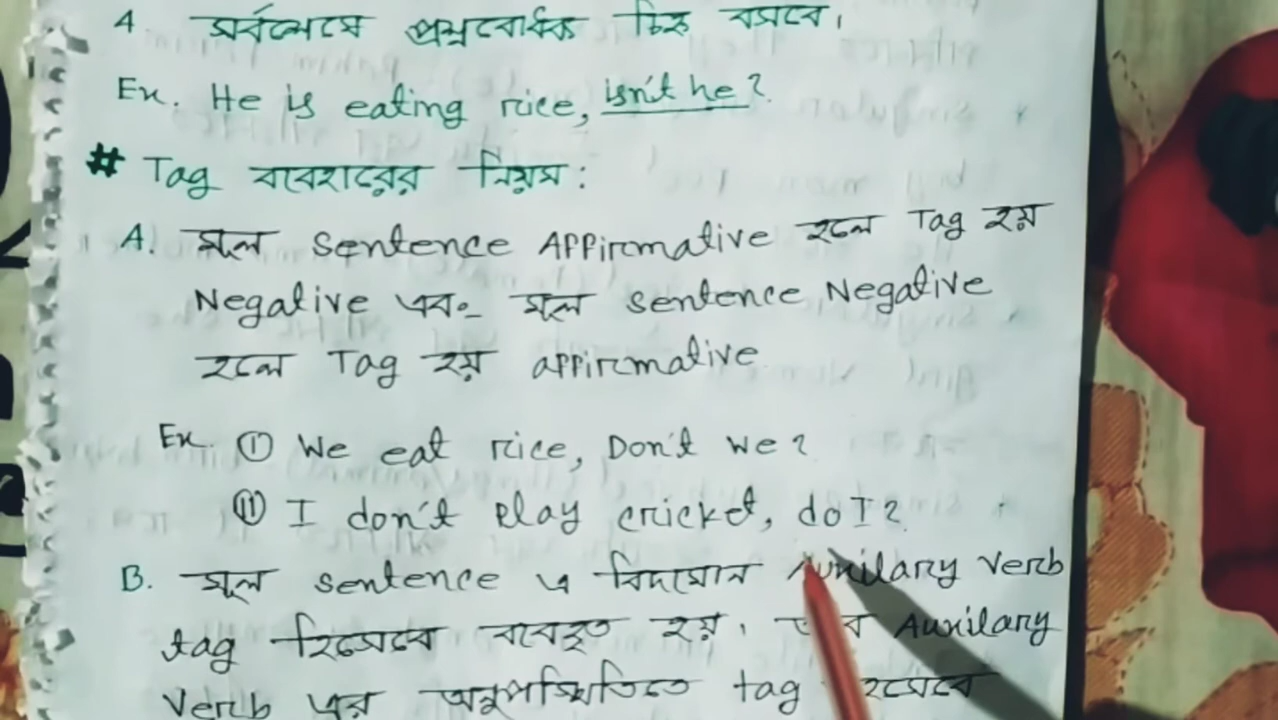 4 সর্বশেষে প্রশ্নবোধক চিহ্ন বসবে।
Ex. He is eating rice, isn't he?
# Tag ব্যবহারের নিয়ম:
A. মূল sentence Affirmative হলে Tag হয়
Negative এবং মূল sentence Negative
হলে Tag হয় affirmative
Ex. (i) We eat rice, Don't we?
(ii) I don't play cricket, do I?
B. মূল sentence এ বিদ্যমান Auxilary verb
tag হিসেবে ব্যবহৃত হয়। Auxilary
Verb এর অনুপস্থিতিতে tag হিসেবে